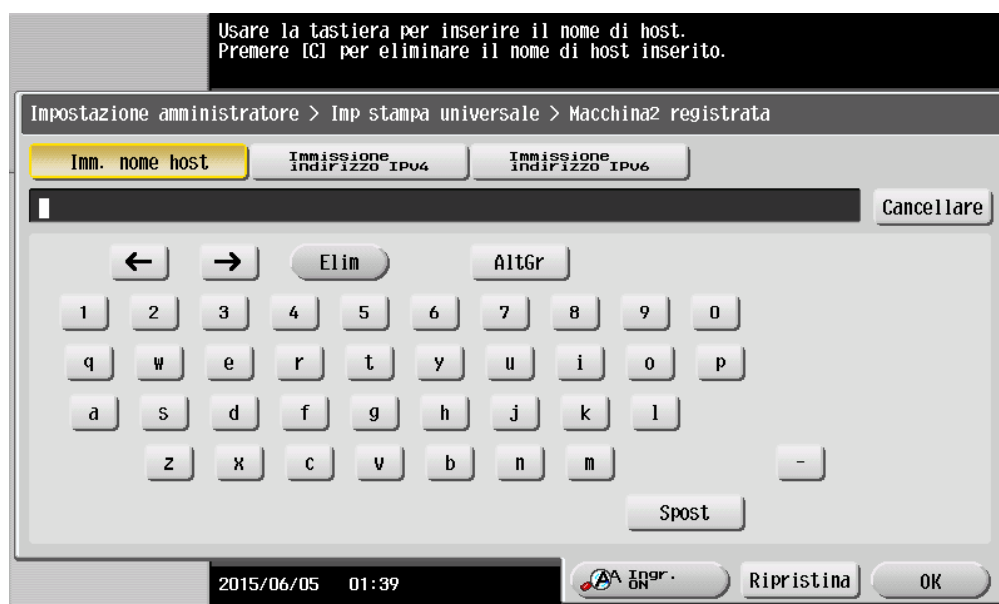 Usare la tastiera per inserire il nome di host.
Premere [C] per eliminare il nome di host inserito.
Impostazione amministratore > Imp stampa universale > Macchina2 registrata
Imm. nome host
Immissione
indirizzo IPv4
Immissione
indirizzo IPv6
Cancellare
← → Elim AltGr
1 2 3 4 5 6 7 8 9 0
q w e r t y u i o p
a s d f g h j k l
z x c v b n m -
Spost
2015/06/05 01:39
A A Ingr.
ON
Ripristina
OK